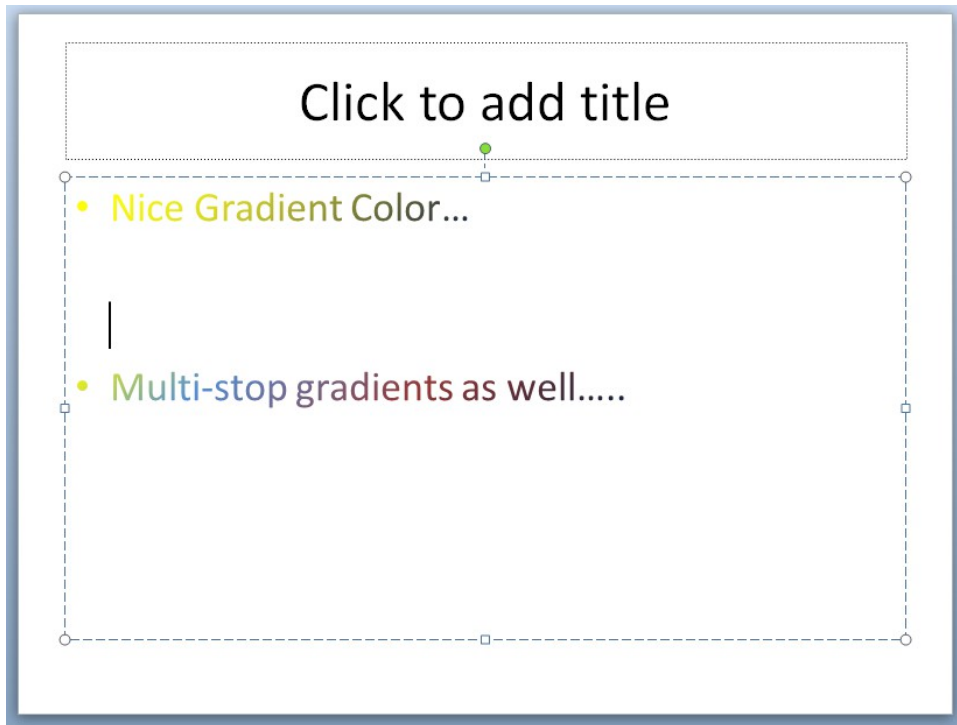 Click to add title
• Nice Gradient Color…
• Multi-stop gradients as well…..